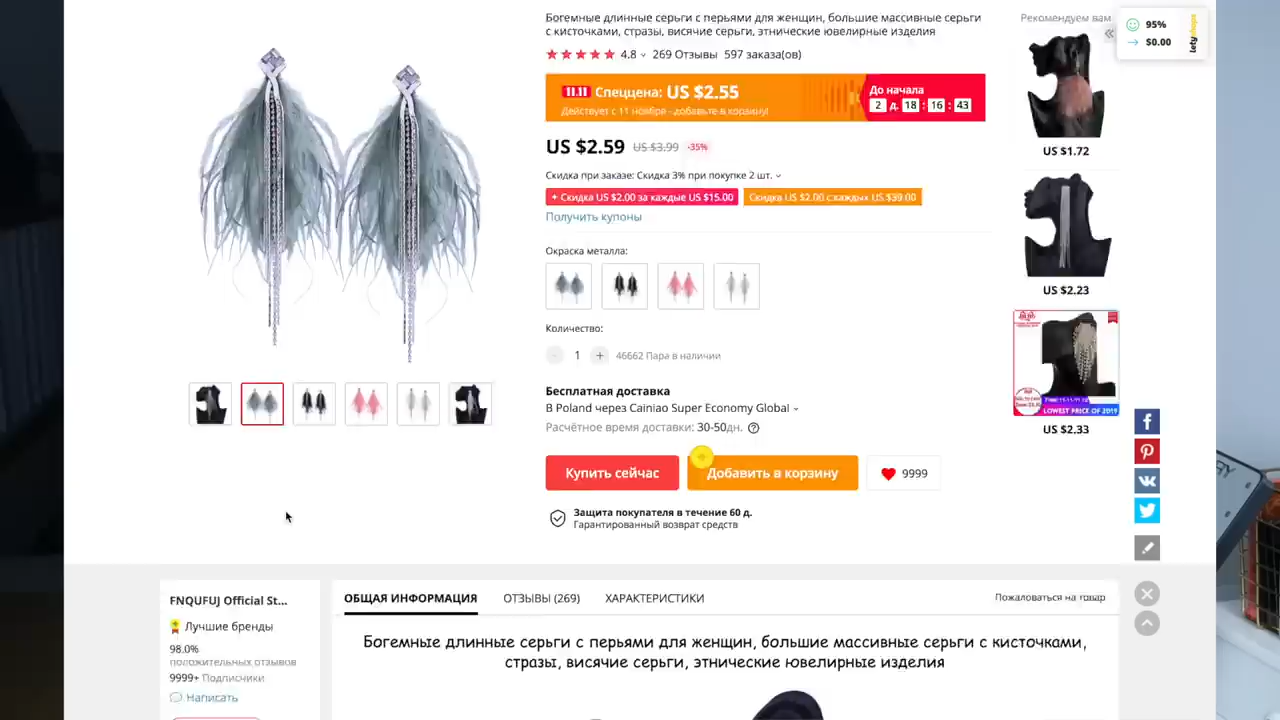 Богемные длинные серьги с перьями для женщин, большие массивные серьги
с кисточками, стразы, висячие серьги, этнические ювелирные изделия
4.8 269 Отзывы 597 заказа(ов)
11.11 Спеццена: US $2.55
Действует с 11 ноября - добавьте в корзину!
До начала
2 д. 18 : 16 : 43
US $2.59 US $3.99 -35%
Скидка при заказе: Скидка 3% при покупке 2 шт.
+ Скидка US $2.00 за каждые US $15.00 Скидка US $2.00 с каждых US $39.00
Получить купоны
Окраска металла:
Количество:
- 1 + 46662 Пара в наличии
Бесплатная доставка
В Poland через Cainiao Super Economy Global
Расчётное время доставки: 30-50дн. ?
Купить сейчас
Добавить в корзину
9999
Защита покупателя в течение 60 д.
Гарантированный возврат средств
Рекомендуем вам
95%
$0.00
letyshops
US $1.72
US $2.23
LOWEST PRICE OF 2019
US $2.33
FNQUFUJ Official St...
Лучшие бренды
98.0%
положительных отзывов
9999+ Подписчики
Написать
ОБЩАЯ ИНФОРМАЦИЯ ОТЗЫВЫ (269) ХАРАКТЕРИСТИКИ
Пожаловаться на товар
Богемные длинные серьги с перьями для женщин, большие массивные серьги с кисточками,
стразы, висячие серьги, этнические ювелирные изделия